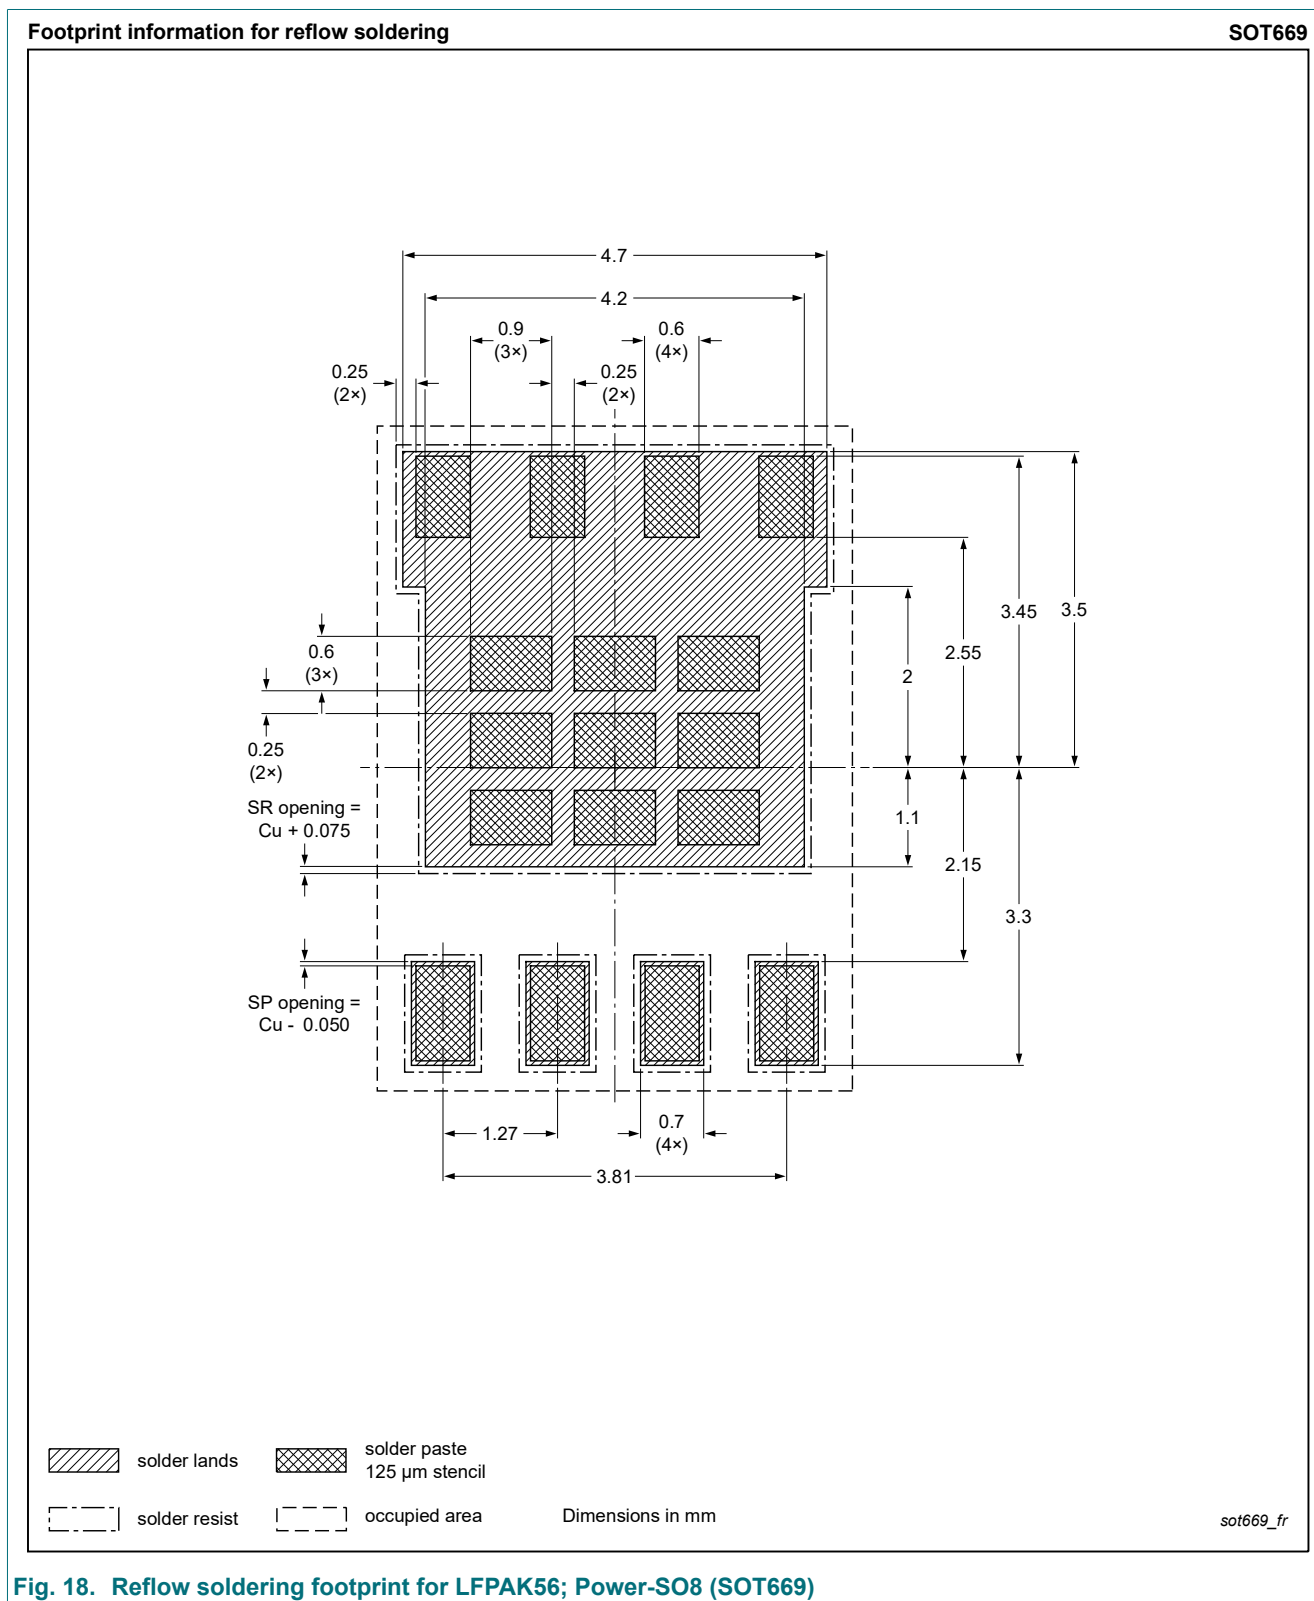 Footprint information for reflow soldering SOT669
4.7
4.2
0.9
(3×)
0.6
(4×)
0.25
(2×)
0.25
(2×)
3.45
3.5
2.55
2
0.6
(3×)
0.25
(2×)
SR opening =
Cu + 0.075
1.1
2.15
3.3
SP opening =
Cu - 0.050
1.27
0.7
(4×)
3.81
solder lands
solder paste
125 µm stencil
solder resist
occupied area
Dimensions in mm
sot669_fr
Fig. 18. Reflow soldering footprint for LFPAK56; Power-SO8 (SOT669)